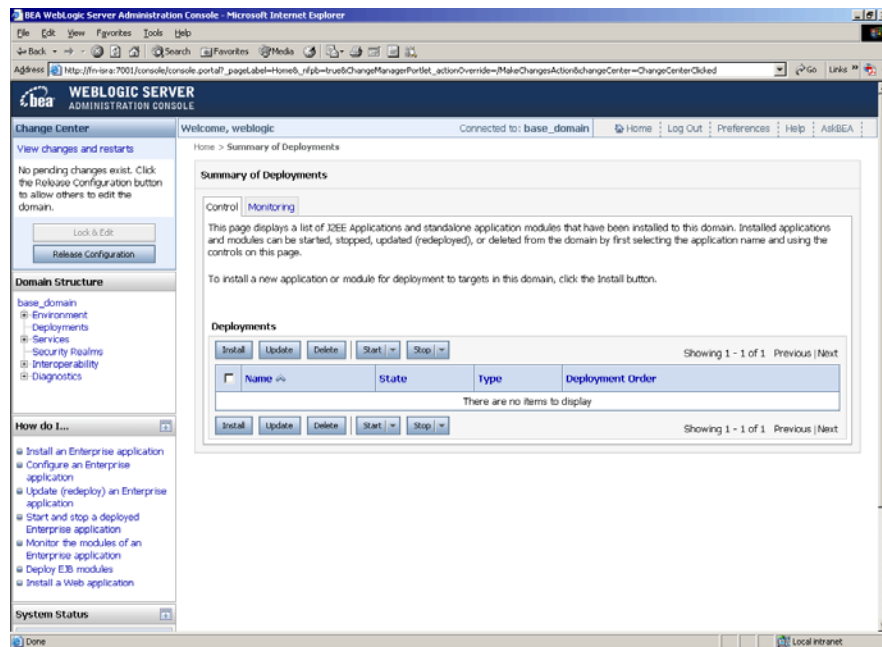 BEA WebLogic Server Administration Console - Microsoft Internet Explorer
File Edit View Favorites Tools Help
Back Search Favorites Media
Address http://fn-isra:7001/console/console.portal?_pageLabel=Home&_nfpb=true&ChangeManagerPortlet_actionOverride=/MakeChangesAction&changeCenter=ChangeCenterClicked Go Links »
bea WEBLOGIC SERVER
ADMINISTRATION CONSOLE
Change Center
View changes and restarts
No pending changes exist. Click
the Release Configuration button
to allow others to edit the
domain.
Lock & Edit
Release Configuration
Domain Structure
base_domain
Environment
Deployments
Services
Security Realms
Interoperability
Diagnostics
How do I...
Install an Enterprise application
Configure an Enterprise
application
Update (redeploy) an Enterprise
application
Start and stop a deployed
Enterprise application
Monitor the modules of an
Enterprise application
Deploy EJB modules
Install a Web application
System Status
Welcome, weblogic Connected to: base_domain Home Log Out Preferences Help AskBEA
Home > Summary of Deployments
Summary of Deployments
Control Monitoring
This page displays a list of J2EE Applications and standalone application modules that have been installed to this domain. Installed applications
and modules can be started, stopped, updated (redeployed), or deleted from the domain by first selecting the application name and using the
controls on this page.
To install a new application or module for deployment to targets in this domain, click the Install button.
Deployments
Install Update Delete Start Stop Showing 1 - 1 of 1 Previous | Next
Name State Type Deployment Order
There are no items to display
Install Update Delete Start Stop Showing 1 - 1 of 1 Previous | Next
Done Local intranet